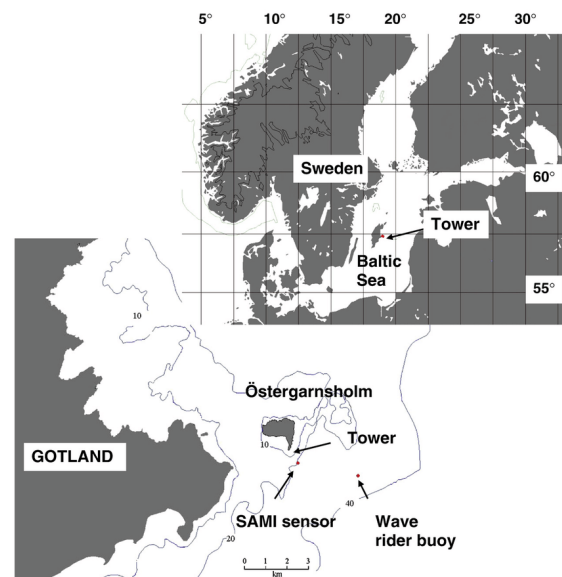 5° 10° 15° 20° 25° 30°
Sweden
60°
Tower
Baltic
Sea
55°
10
Östergarnsholm
10
Tower
GOTLAND
40
SAMI sensor
Wave
rider buoy
20
0 1 2 3
km